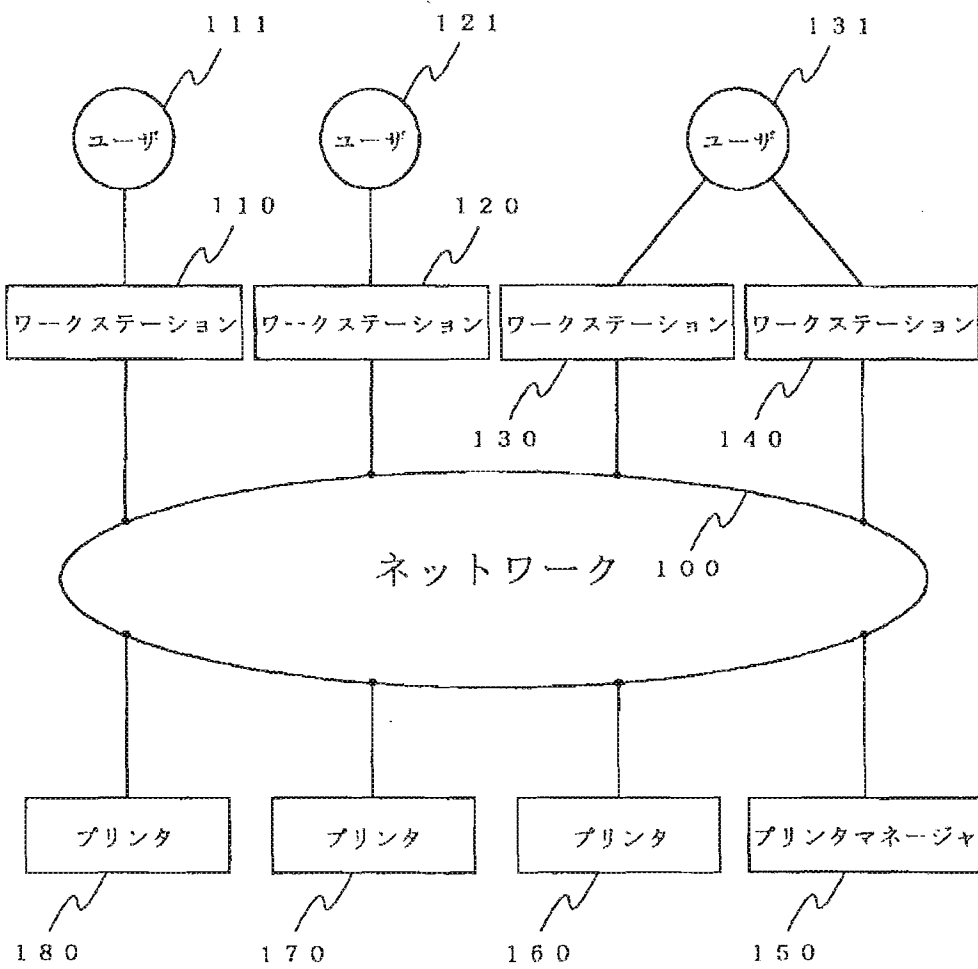 111 121 131
ユーザ ユーザ ユーザ
110 120
ワークステーション ワークステーション ワークステーション ワークステーション
130 140
ネットワーク 100
プリンタ プリンタ プリンタ プリンタマネージャ
180 170 160 150